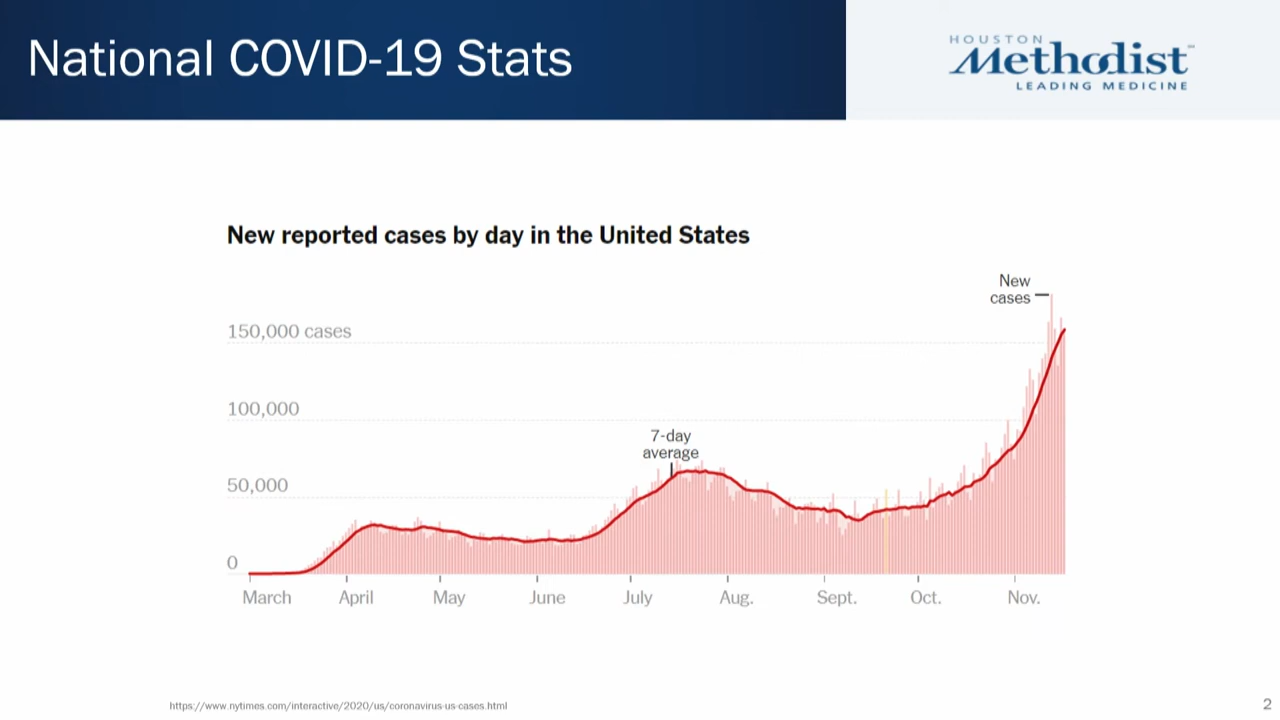 National COVID-19 Stats
HOUSTON
Methodist
LEADING MEDICINE
New reported cases by day in the United States
New
cases
150,000 cases
100,000
7-day
average
50,000
0
March April May June July Aug. Sept. Oct. Nov.
https://www.nytimes.com/interactive/2020/us/coronavirus-us-cases.html
2